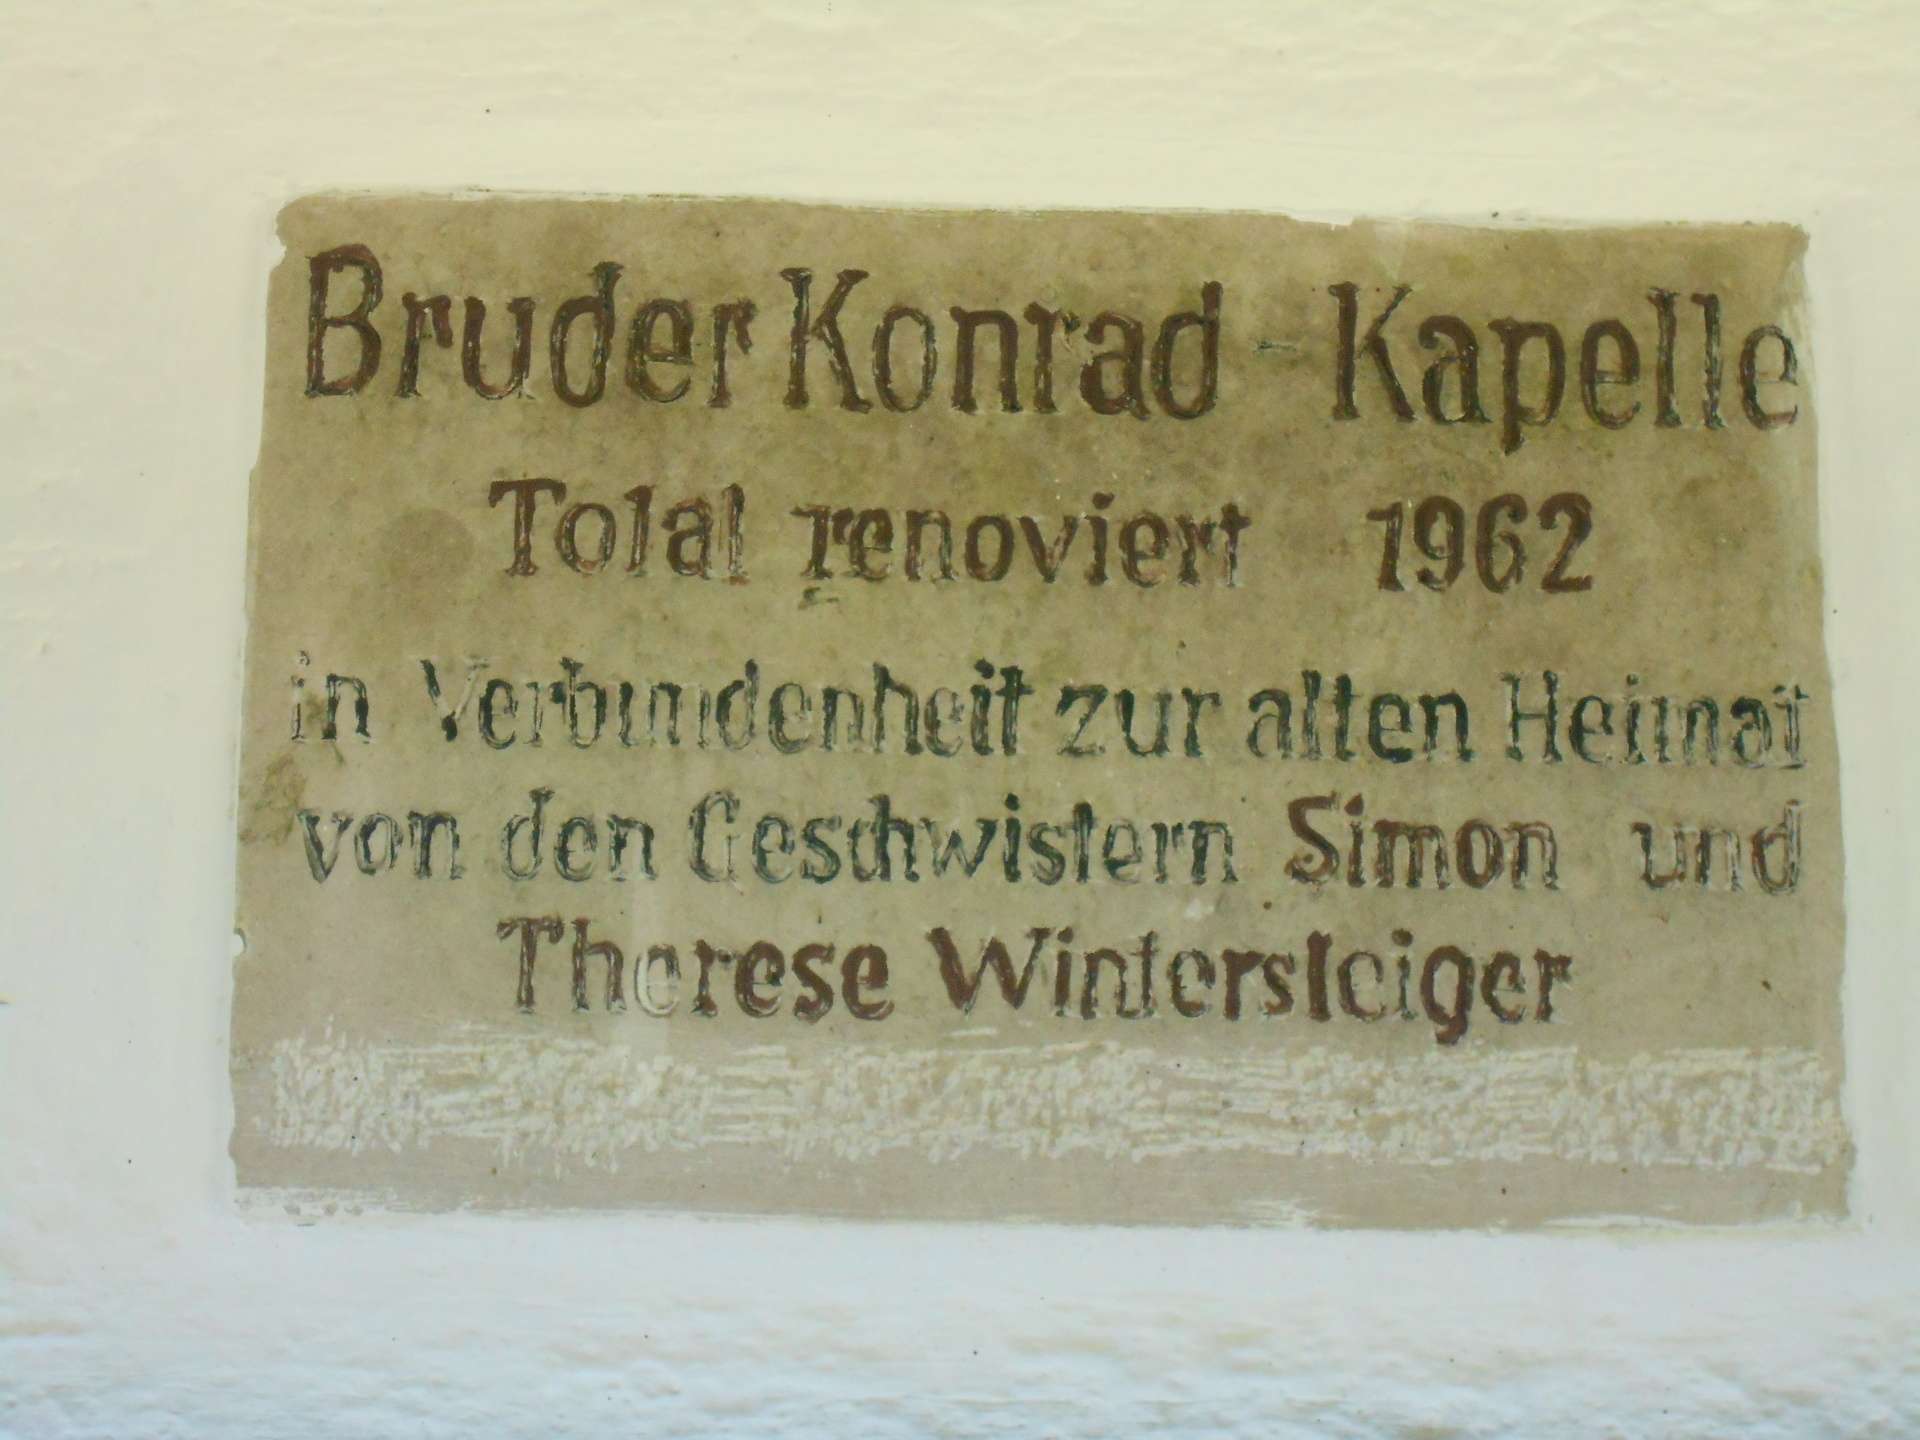 Bruder Konrad - Kapelle
Total renoviert 1962
in Verbundenheit zur alten Heimat
von den Geschwistern Simon und
Therese Wintersteiger